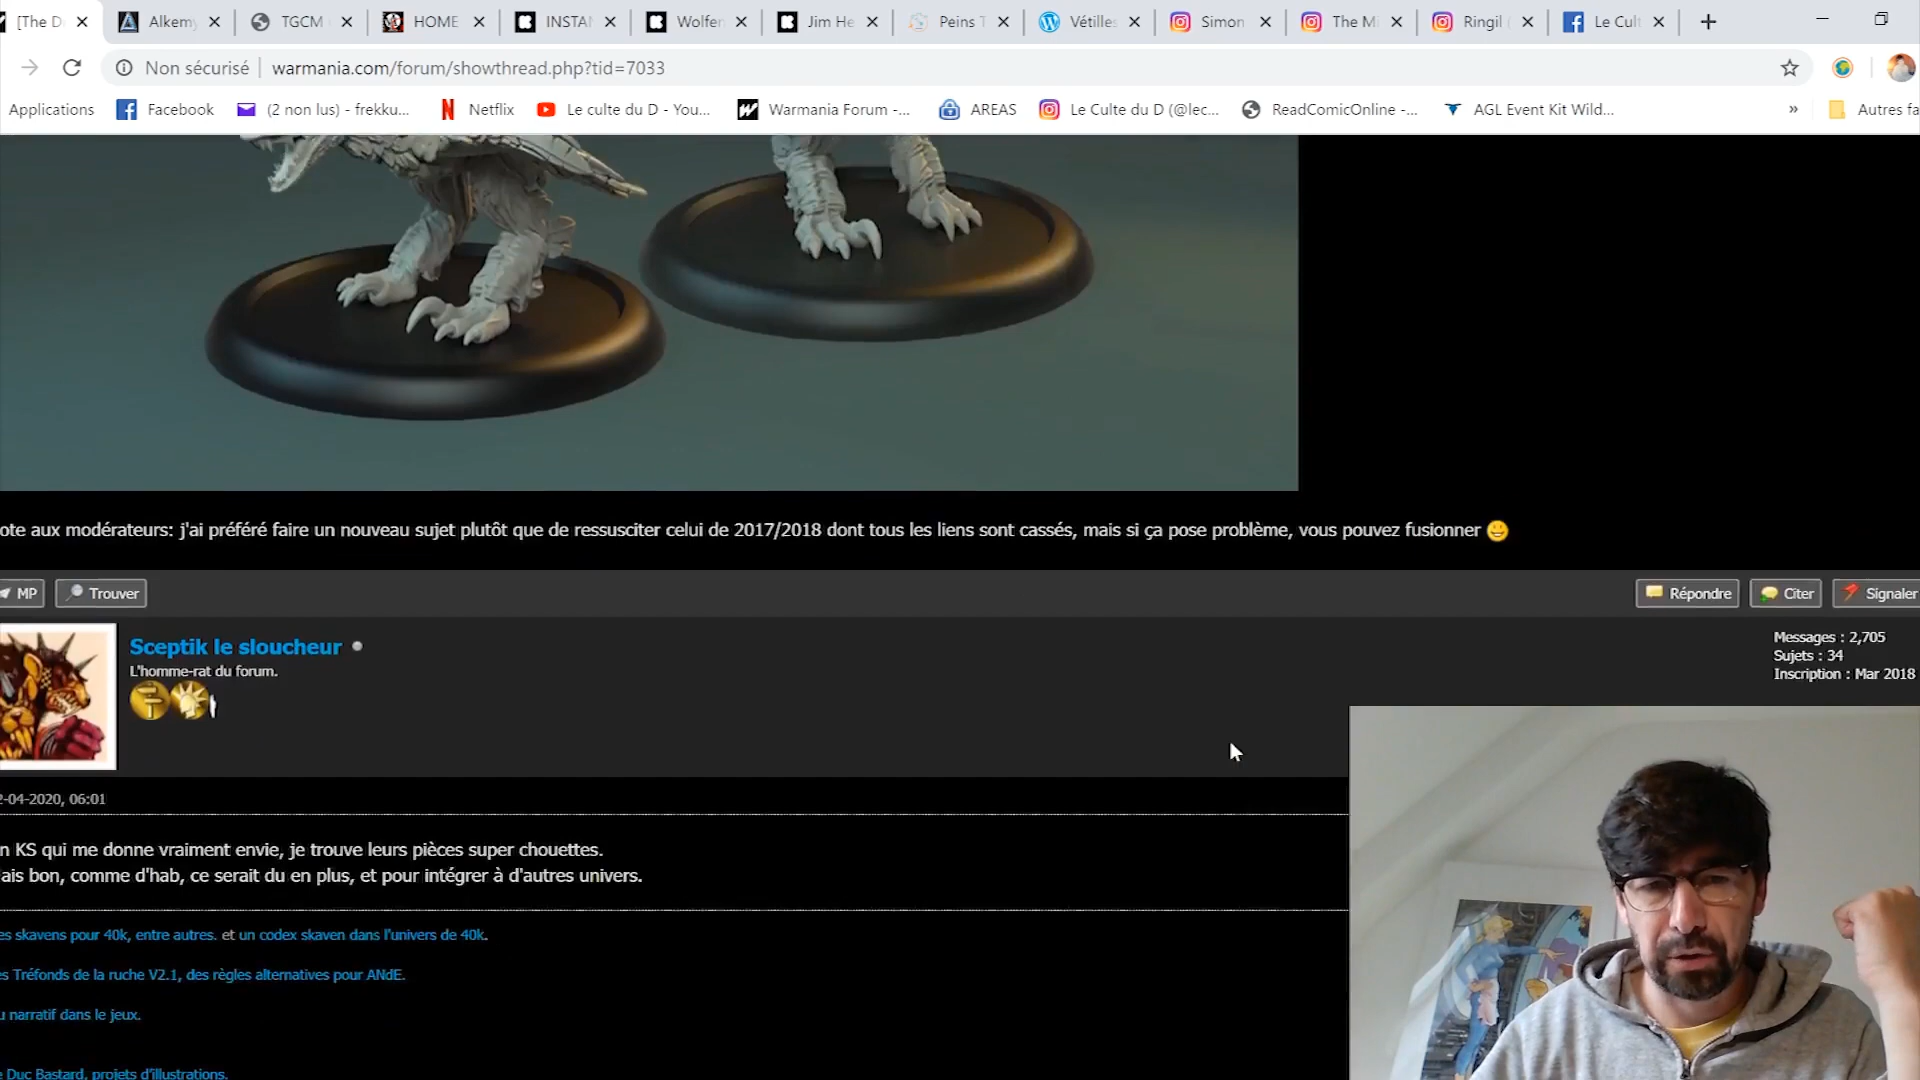 [The D
Alkemy
TGCM
HOME
INSTAN
Wolfen
Jim He
Peins T
Vétilles
Simon
The Mi
Ringil (
Le Cult
Non sécurisé
warmania.com/forum/showthread.php?tid=7033
Applications
Facebook
(2 non lus) - frekku...
Netflix
Le culte du D - You...
Warmania Forum -...
AREAS
Le Culte du D (@lec...
ReadComicOnline -...
AGL Event Kit Wild...
»
Autres fa
ote aux modérateurs: j'ai préféré faire un nouveau sujet plutôt que de ressusciter celui de 2017/2018 dont tous les liens sont cassés, mais si ça pose problème, vous pouvez fusionner
MP
Trouver
Répondre
Citer
Signaler
Sceptik le sloucheur
L'homme-rat du forum.
Messages : 2,705
Sujets : 34
Inscription : Mar 2018
2-04-2020, 06:01
n KS qui me donne vraiment envie, je trouve leurs pièces super chouettes.
ais bon, comme d'hab, ce serait du en plus, et pour intégrer à d'autres univers.
es skavens pour 40k, entre autres. et un codex skaven dans l'univers de 40k.
es Tréfonds de la ruche V2.1, des règles alternatives pour ANdE.
u narratif dans le jeux.
e Duc Bastard, projets d'illustrations.